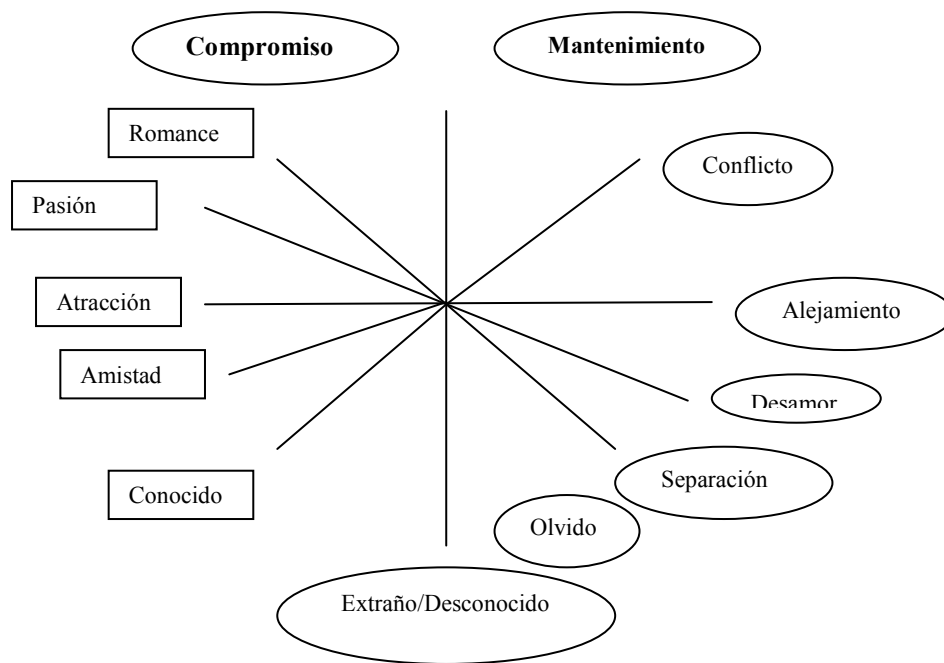 Compromiso
Mantenimiento
Romance
Conflicto
Pasión
Atracción
Alejamiento
Amistad
Desamor
Conocido
Separación
Olvido
Extraño/Desconocido